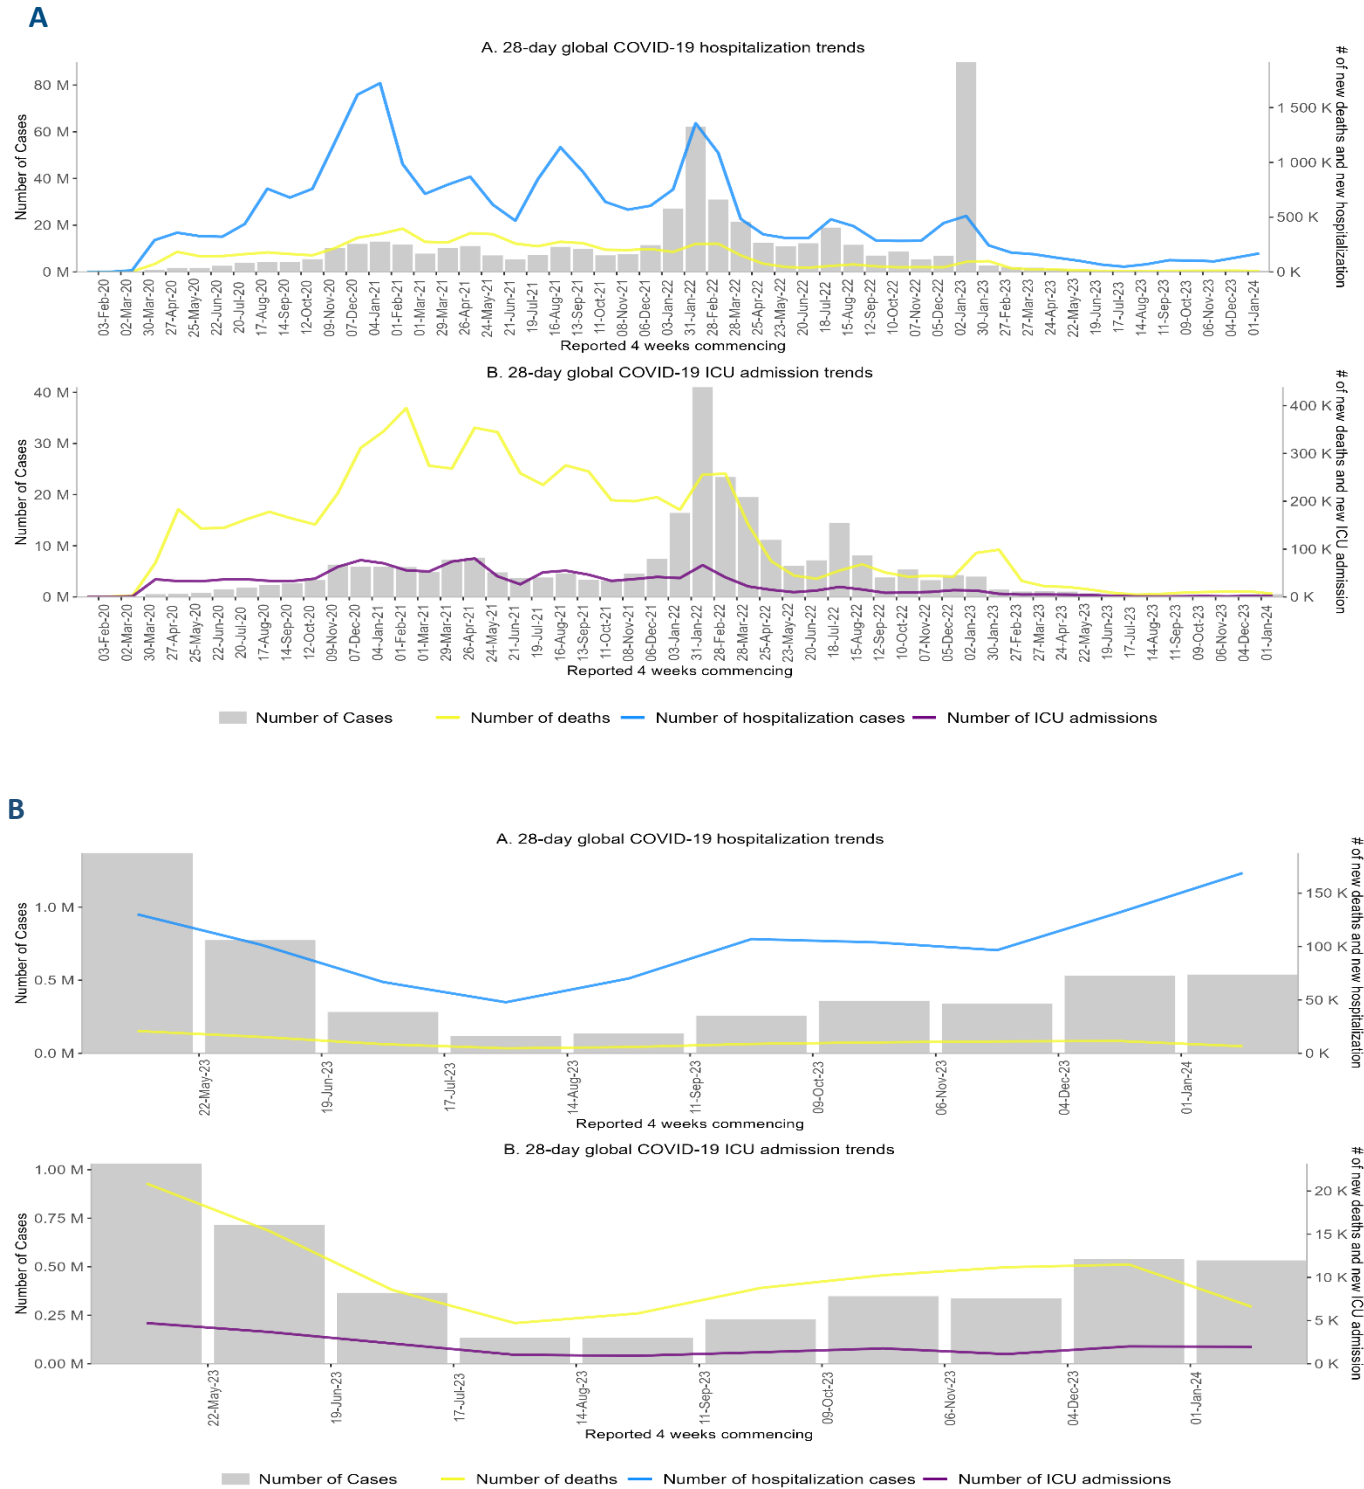 A
A. 28-day global COVID-19 hospitalization trends
Number of Cases
80 M
60 M
40 M
20 M
0 M
1 500 K
1 000 K
500 K
0 K
# of new deaths and new hospitalization
03-Feb-20
02-Mar-20
30-Mar-20
27-Apr-20
25-May-20
22-Jun-20
20-Jul-20
17-Aug-20
14-Sep-20
12-Oct-20
09-Nov-20
07-Dec-20
04-Jan-21
01-Feb-21
01-Mar-21
29-Mar-21
26-Apr-21
24-May-21
21-Jun-21
19-Jul-21
16-Aug-21
13-Sep-21
11-Oct-21
08-Nov-21
06-Dec-21
03-Jan-22
31-Jan-22
28-Feb-22
28-Mar-22
25-Apr-22
23-May-22
20-Jun-22
18-Jul-22
15-Aug-22
12-Sep-22
10-Oct-22
07-Nov-22
05-Dec-22
02-Jan-23
30-Jan-23
27-Feb-23
27-Mar-23
24-Apr-23
22-May-23
19-Jun-23
17-Jul-23
14-Aug-23
11-Sep-23
09-Oct-23
06-Nov-23
04-Dec-23
01-Jan-24
Reported 4 weeks commencing
B. 28-day global COVID-19 ICU admission trends
Number of Cases
40 M
30 M
20 M
10 M
0 M
400 K
300 K
200 K
100 K
0 K
# of new deaths and new ICU admission
03-Feb-20
02-Mar-20
30-Mar-20
27-Apr-20
25-May-20
22-Jun-20
20-Jul-20
17-Aug-20
14-Sep-20
12-Oct-20
09-Nov-20
07-Dec-20
04-Jan-21
01-Feb-21
01-Mar-21
29-Mar-21
26-Apr-21
24-May-21
21-Jun-21
19-Jul-21
16-Aug-21
13-Sep-21
11-Oct-21
08-Nov-21
06-Dec-21
03-Jan-22
31-Jan-22
28-Feb-22
28-Mar-22
25-Apr-22
23-May-22
20-Jun-22
18-Jul-22
15-Aug-22
12-Sep-22
10-Oct-22
07-Nov-22
05-Dec-22
02-Jan-23
30-Jan-23
27-Feb-23
27-Mar-23
24-Apr-23
22-May-23
19-Jun-23
17-Jul-23
14-Aug-23
11-Sep-23
09-Oct-23
06-Nov-23
04-Dec-23
01-Jan-24
Reported 4 weeks commencing
Number of Cases Number of deaths Number of hospitalization cases Number of ICU admissions
B
A. 28-day global COVID-19 hospitalization trends
Number of Cases
1.0 M
0.5 M
0.0 M
150 K
100 K
50 K
0 K
# of new deaths and new hospitalization
22-May-23
19-Jun-23
17-Jul-23
14-Aug-23
11-Sep-23
09-Oct-23
06-Nov-23
04-Dec-23
01-Jan-24
Reported 4 weeks commencing
B. 28-day global COVID-19 ICU admission trends
Number of Cases
1.00 M
0.75 M
0.50 M
0.25 M
0.00 M
20 K
15 K
10 K
5 K
0 K
# of new deaths and new ICU admission
22-May-23
19-Jun-23
17-Jul-23
14-Aug-23
11-Sep-23
09-Oct-23
06-Nov-23
04-Dec-23
01-Jan-24
Reported 4 weeks commencing
Number of Cases Number of deaths Number of hospitalization cases Number of ICU admissions